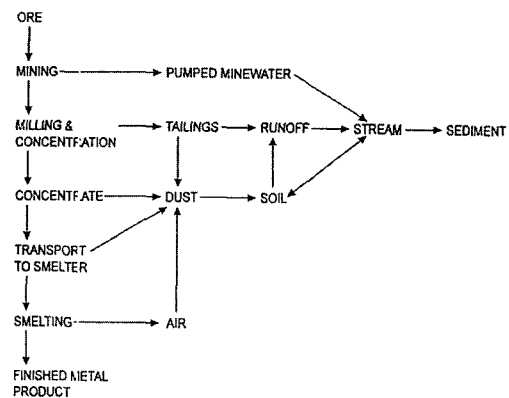 ORE
MINING
PUMPED MINEWATER
MILLING &
CONCENTRATION
TAILINGS
RUNOFF
STREAM
SEDIMENT
CONCENTRATE
DUST
SOIL
TRANSPORT
TO SMELTER
SMELTING
AIR
FINISHED METAL
PRODUCT